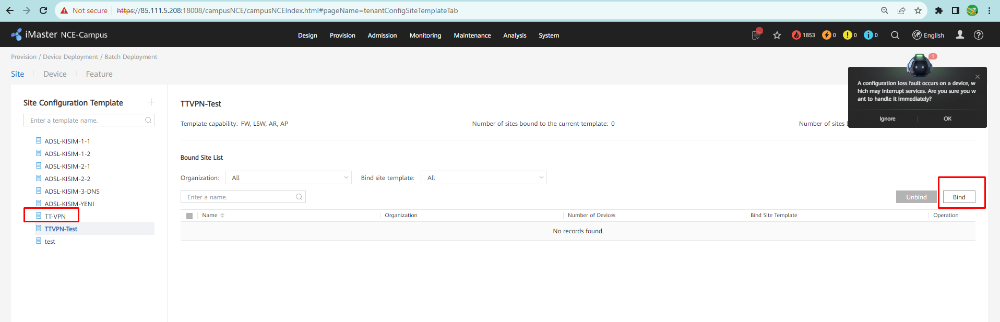 Not secure | https://85.111.5.208:18008/campusNCE/campusNCEIndex.html#pageName=tenantConfigSiteTemplateTab
iMaster NCE-Campus
Design Provision Admission Monitoring Maintenance Analysis System
1853 0 0 0 English
Provision / Device Deployment / Batch Deployment
1
Site Device Feature
A configuration loss fault occurs on a device, w
hich may interrupt services. Are you sure you w
ant to handle it immediately?
Ignore OK
Site Configuration Template
Enter a template name.
ADSL-KISIM-1-1
ADSL-KISIM-1-2
ADSL-KISIM-2-1
ADSL-KISIM-2-2
ADSL-KISIM-3-DNS
ADSL-KISIM-YENI
TT-VPN
TTVPN-Test
test
TTVPN-Test
Template capability: FW, LSW, AR, AP Number of sites bound to the current template: 0 Number of sites
Bound Site List
Organization: All Bind site template: All
Enter a name. Unbind Bind
Name Organization Number of Devices Bind Site Template Operation
No records found.